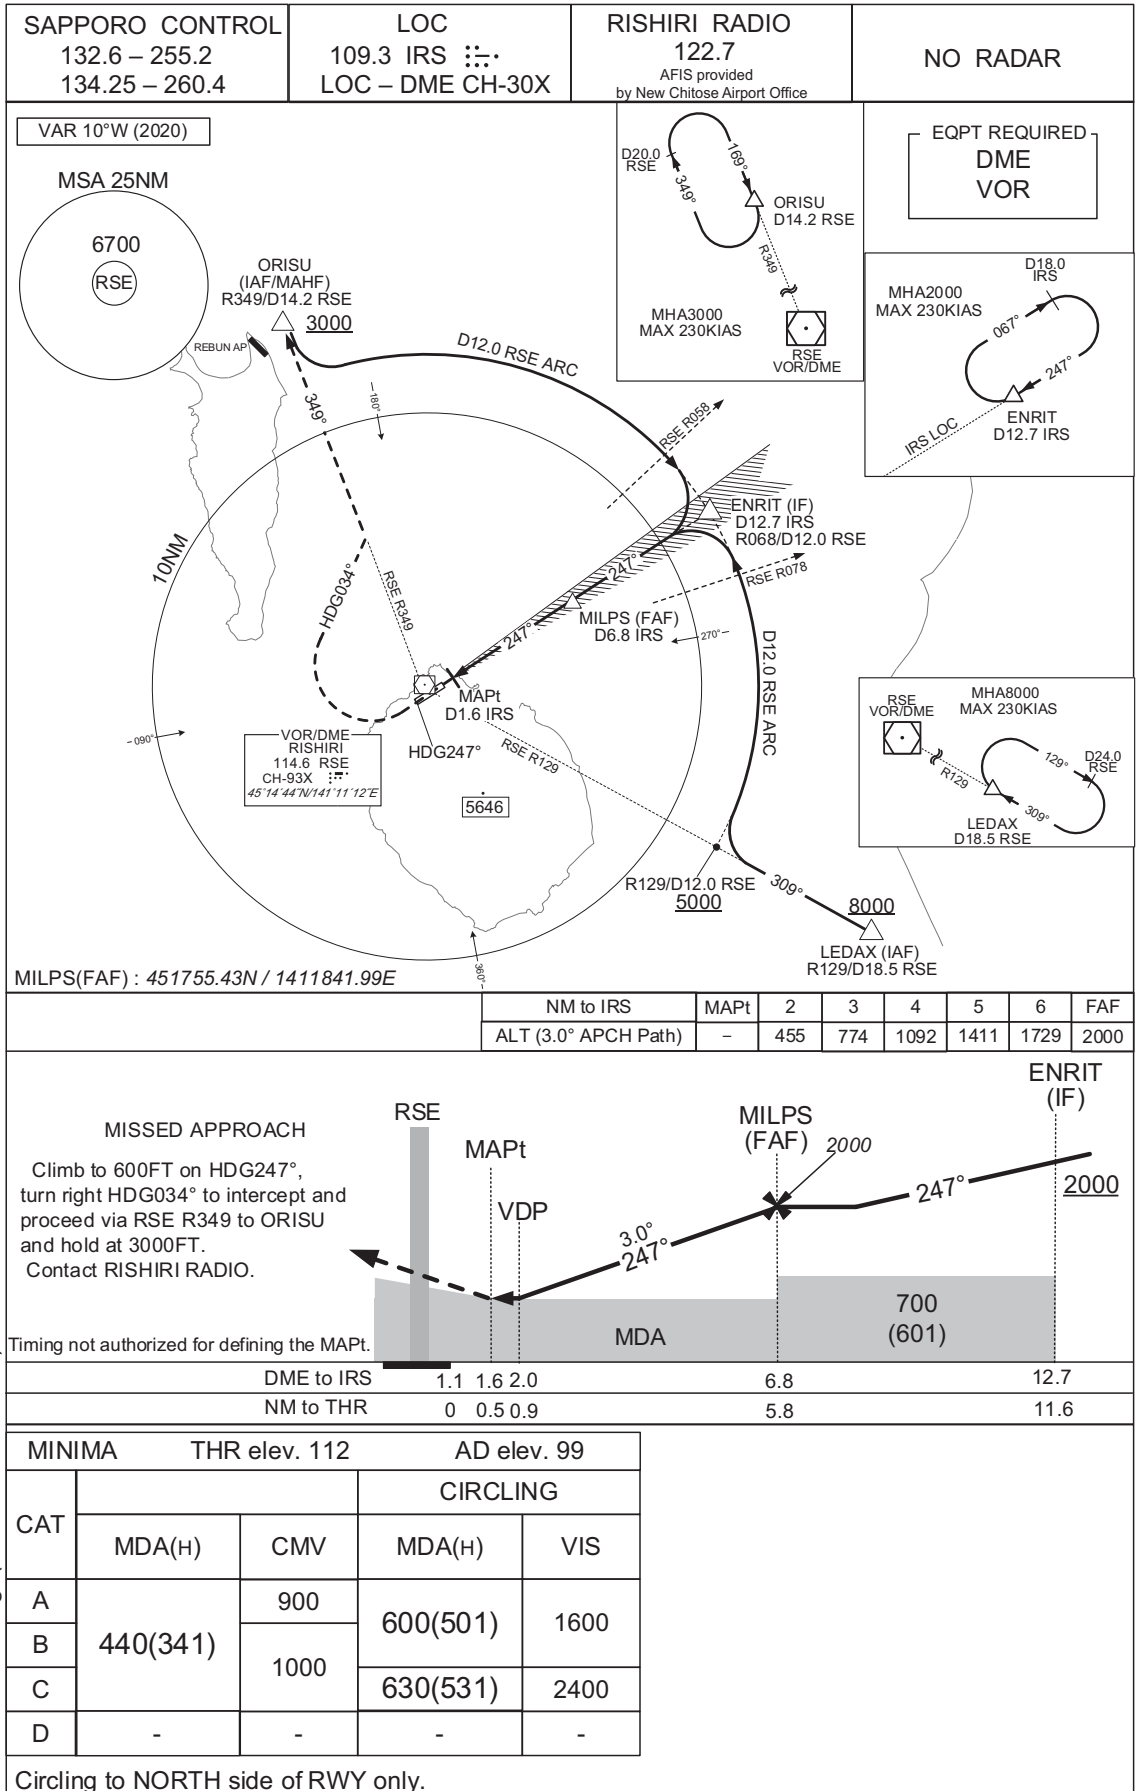 SAPPORO CONTROL
132.6 – 255.2
134.25 – 260.4
LOC
109.3 IRS
LOC – DME CH-30X
RISHIRI RADIO
122.7
AFIS provided
by New Chitose Airport Office
NO RADAR
VAR 10°W (2020)
MSA 25NM
6700
RSE
EQPT REQUIRED
DME
VOR
D20.0
RSE
169°
349°
ORISU
D14.2 RSE
R349
MHA3000
MAX 230KIAS
RSE
VOR/DME
D18.0
IRS
MHA2000
MAX 230KIAS
067°
247°
ENRIT
D12.7 IRS
IRS LOC
ORISU
(IAF/MAHF)
R349/D14.2 RSE
3000
REBUN AP
D12.0 RSE ARC
349°
180°
RSE R058
ENRIT (IF)
D12.7 IRS
R068/D12.0 RSE
10NM
247°
RSE R078
HDG034°
RSE R349
MILPS (FAF)
D6.8 IRS
247°
270°
D12.0 RSE ARC
MAPt
D1.6 IRS
090°
VOR/DME
RISHIRI
114.6 RSE
CH-93X
45°14´44˝N/141°11´12˝E
HDG247°
RSE R129
5646
RSE
VOR/DME
MHA8000
MAX 230KIAS
129°
D24.0
RSE
R129
309°
LEDAX
D18.5 RSE
R129/D12.0 RSE
5000
309°
8000
LEDAX (IAF)
R129/D18.5 RSE
360°
MILPS(FAF) : 451755.43N / 1411841.99E
NM to IRS MAPt 2 3 4 5 6 FAF
ALT (3.0° APCH Path) – 455 774 1092 1411 1729 2000
ENRIT
(IF)
RSE
MILPS
(FAF)
2000
MISSED APPROACH
MAPt
Climb to 600FT on HDG247°,
turn right HDG034° to intercept and
proceed via RSE R349 to ORISU
and hold at 3000FT.
Contact RISHIRI RADIO.
VDP
3.0°
247°
247°
2000
700
(601)
MDA
Timing not authorized for defining the MAPt.
DME to IRS 1.1 1.6 2.0 6.8 12.7
NM to THR 0 0.5 0.9 5.8 11.6
MINIMA THR elev. 112 AD elev. 99
CIRCLING
CAT MDA(H) CMV MDA(H) VIS
A 440(341) 900 600(501) 1600
B 1000
C 630(531) 2400
D - - - -
Circling to NORTH side of RWY only.